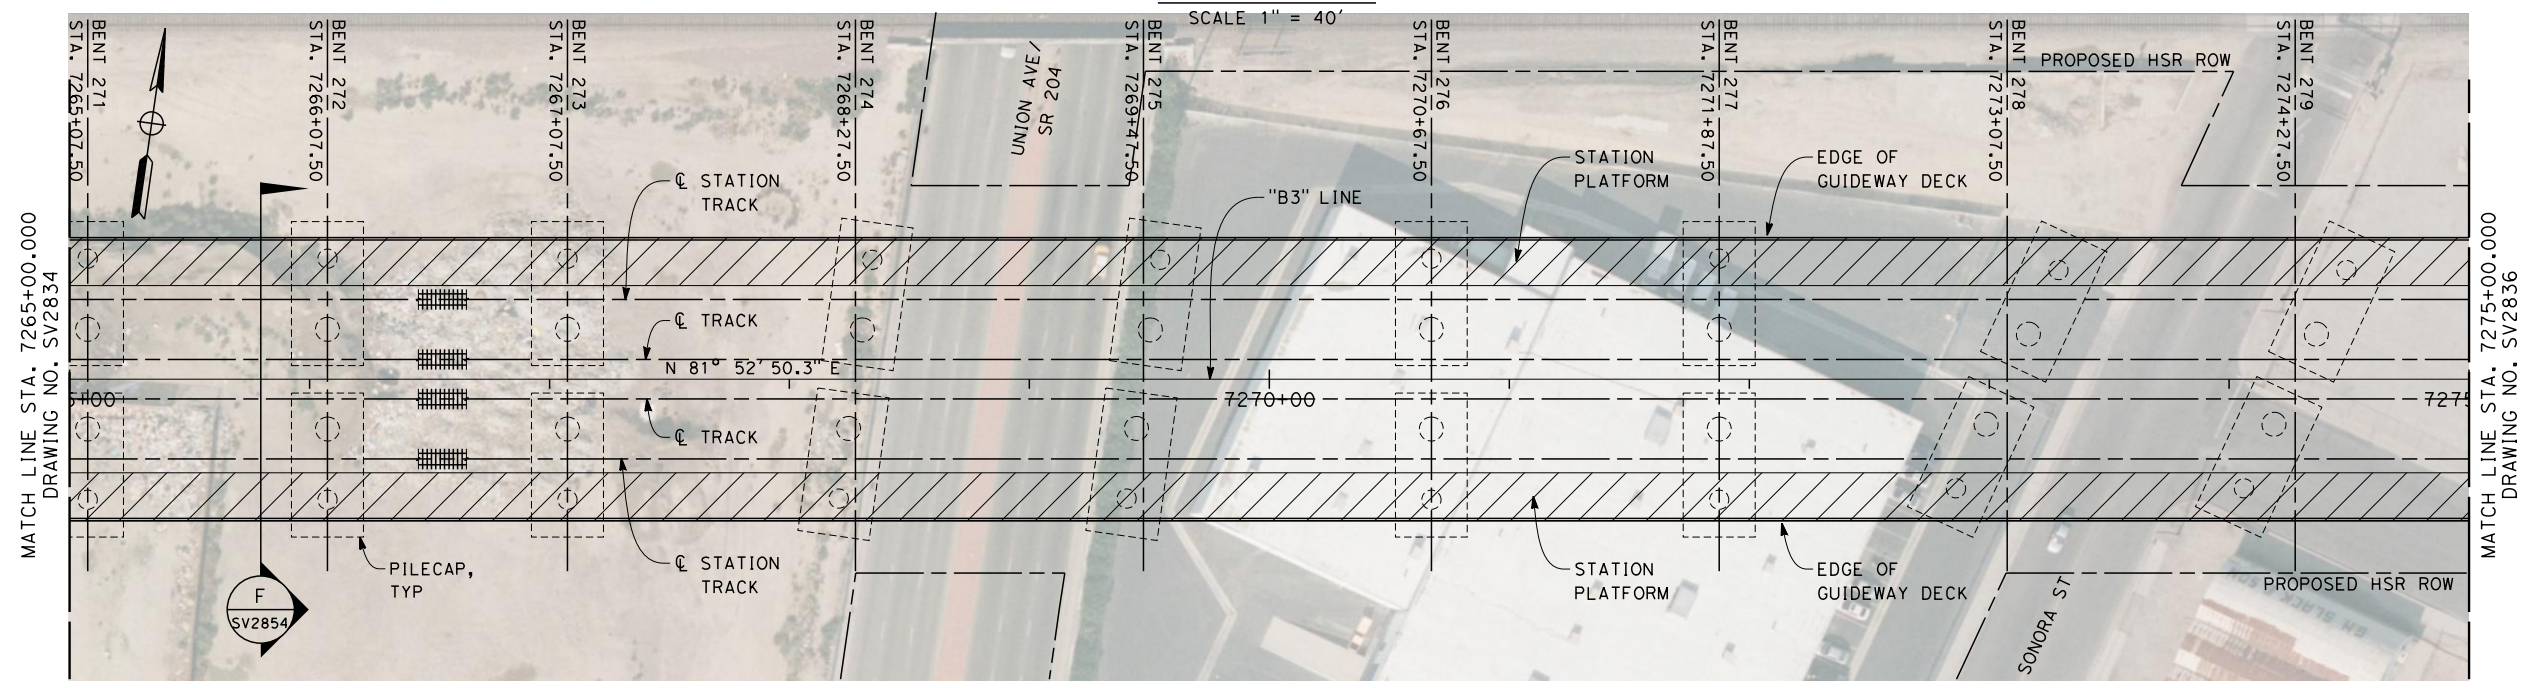 SCALE 1" = 40'
BENT 271
STA. 7265+07.50
BENT 272
STA. 7266+07.50
BENT 273
STA. 7267+07.50
BENT 274
STA. 7268+27.50
BENT 275
STA. 7269+47.50
BENT 276
STA. 7270+67.50
BENT 277
STA. 7271+87.50
BENT 278
STA. 7273+07.50
BENT 279
STA. 7274+27.50
UNION AVE/
SR 204
PROPOSED HSR ROW
℄ STATION
TRACK
"B3" LINE
STATION
PLATFORM
EDGE OF
GUIDEWAY DECK
MATCH LINE STA. 7265+00.000
DRAWING NO. SV2834
℄ TRACK
N 81° 52' 50.3" E
5+00
7270+00
7275
℄ TRACK
MATCH LINE STA. 7275+00.000
DRAWING NO. SV2836
PILECAP,
TYP
℄ STATION
TRACK
STATION
PLATFORM
EDGE OF
GUIDEWAY DECK
PROPOSED HSR ROW
F
SV2854
SONORA ST